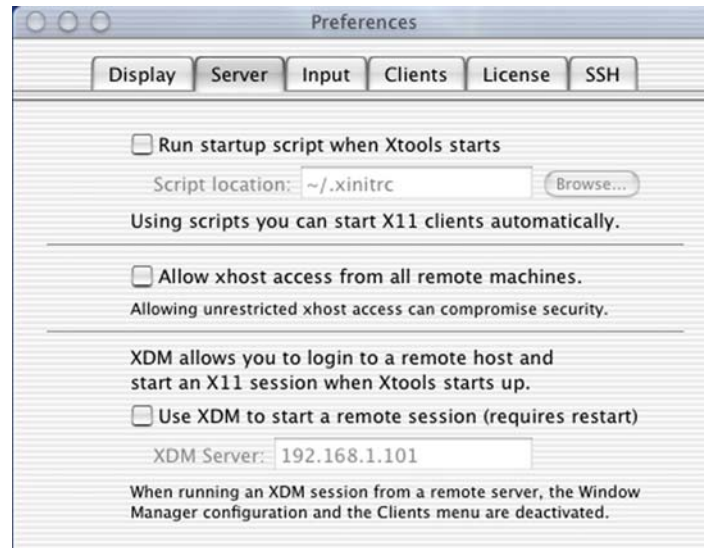 Preferences
Display Server Input Clients License SSH
Run startup script when Xtools starts
Script location: ~/.xinitrc Browse...
Using scripts you can start X11 clients automatically.
Allow xhost access from all remote machines.
Allowing unrestricted xhost access can compromise security.
XDM allows you to login to a remote host and
start an X11 session when Xtools starts up.
Use XDM to start a remote session (requires restart)
XDM Server: 192.168.1.101
When running an XDM session from a remote server, the Window
Manager configuration and the Clients menu are deactivated.